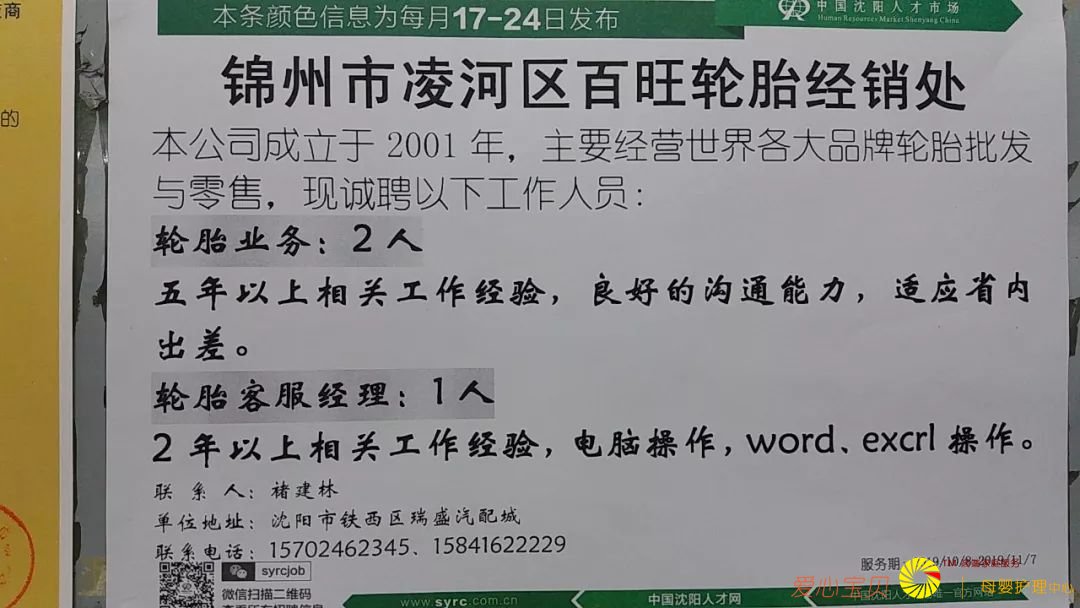 商
的
本条颜色信息为每月17-24日发布
中国沈阳人才市场
Human Resources Market Shenyang China
锦州市凌河区百旺轮胎经销处
本公司成立于 2001 年，主要经营世界各大品牌轮胎批发
与零售，现诚聘以下工作人员：
轮胎业务：2 人
五年以上相关工作经验，良好的沟通能力，适应省内
出差。
轮胎客服经理：1 人
2 年以上相关工作经验，电脑操作，word、excrl 操作。
联 系 人：褚建林
单位地址：沈阳市铁西区瑞盛汽配城
联系电话：15702462345、15841622229
服务期
9/10/8-2019/11/7
syrcjob
微信扫描二维码
www.syrc.com.cn
中国沈阳人才网
爱心宝贝
母婴护理中心